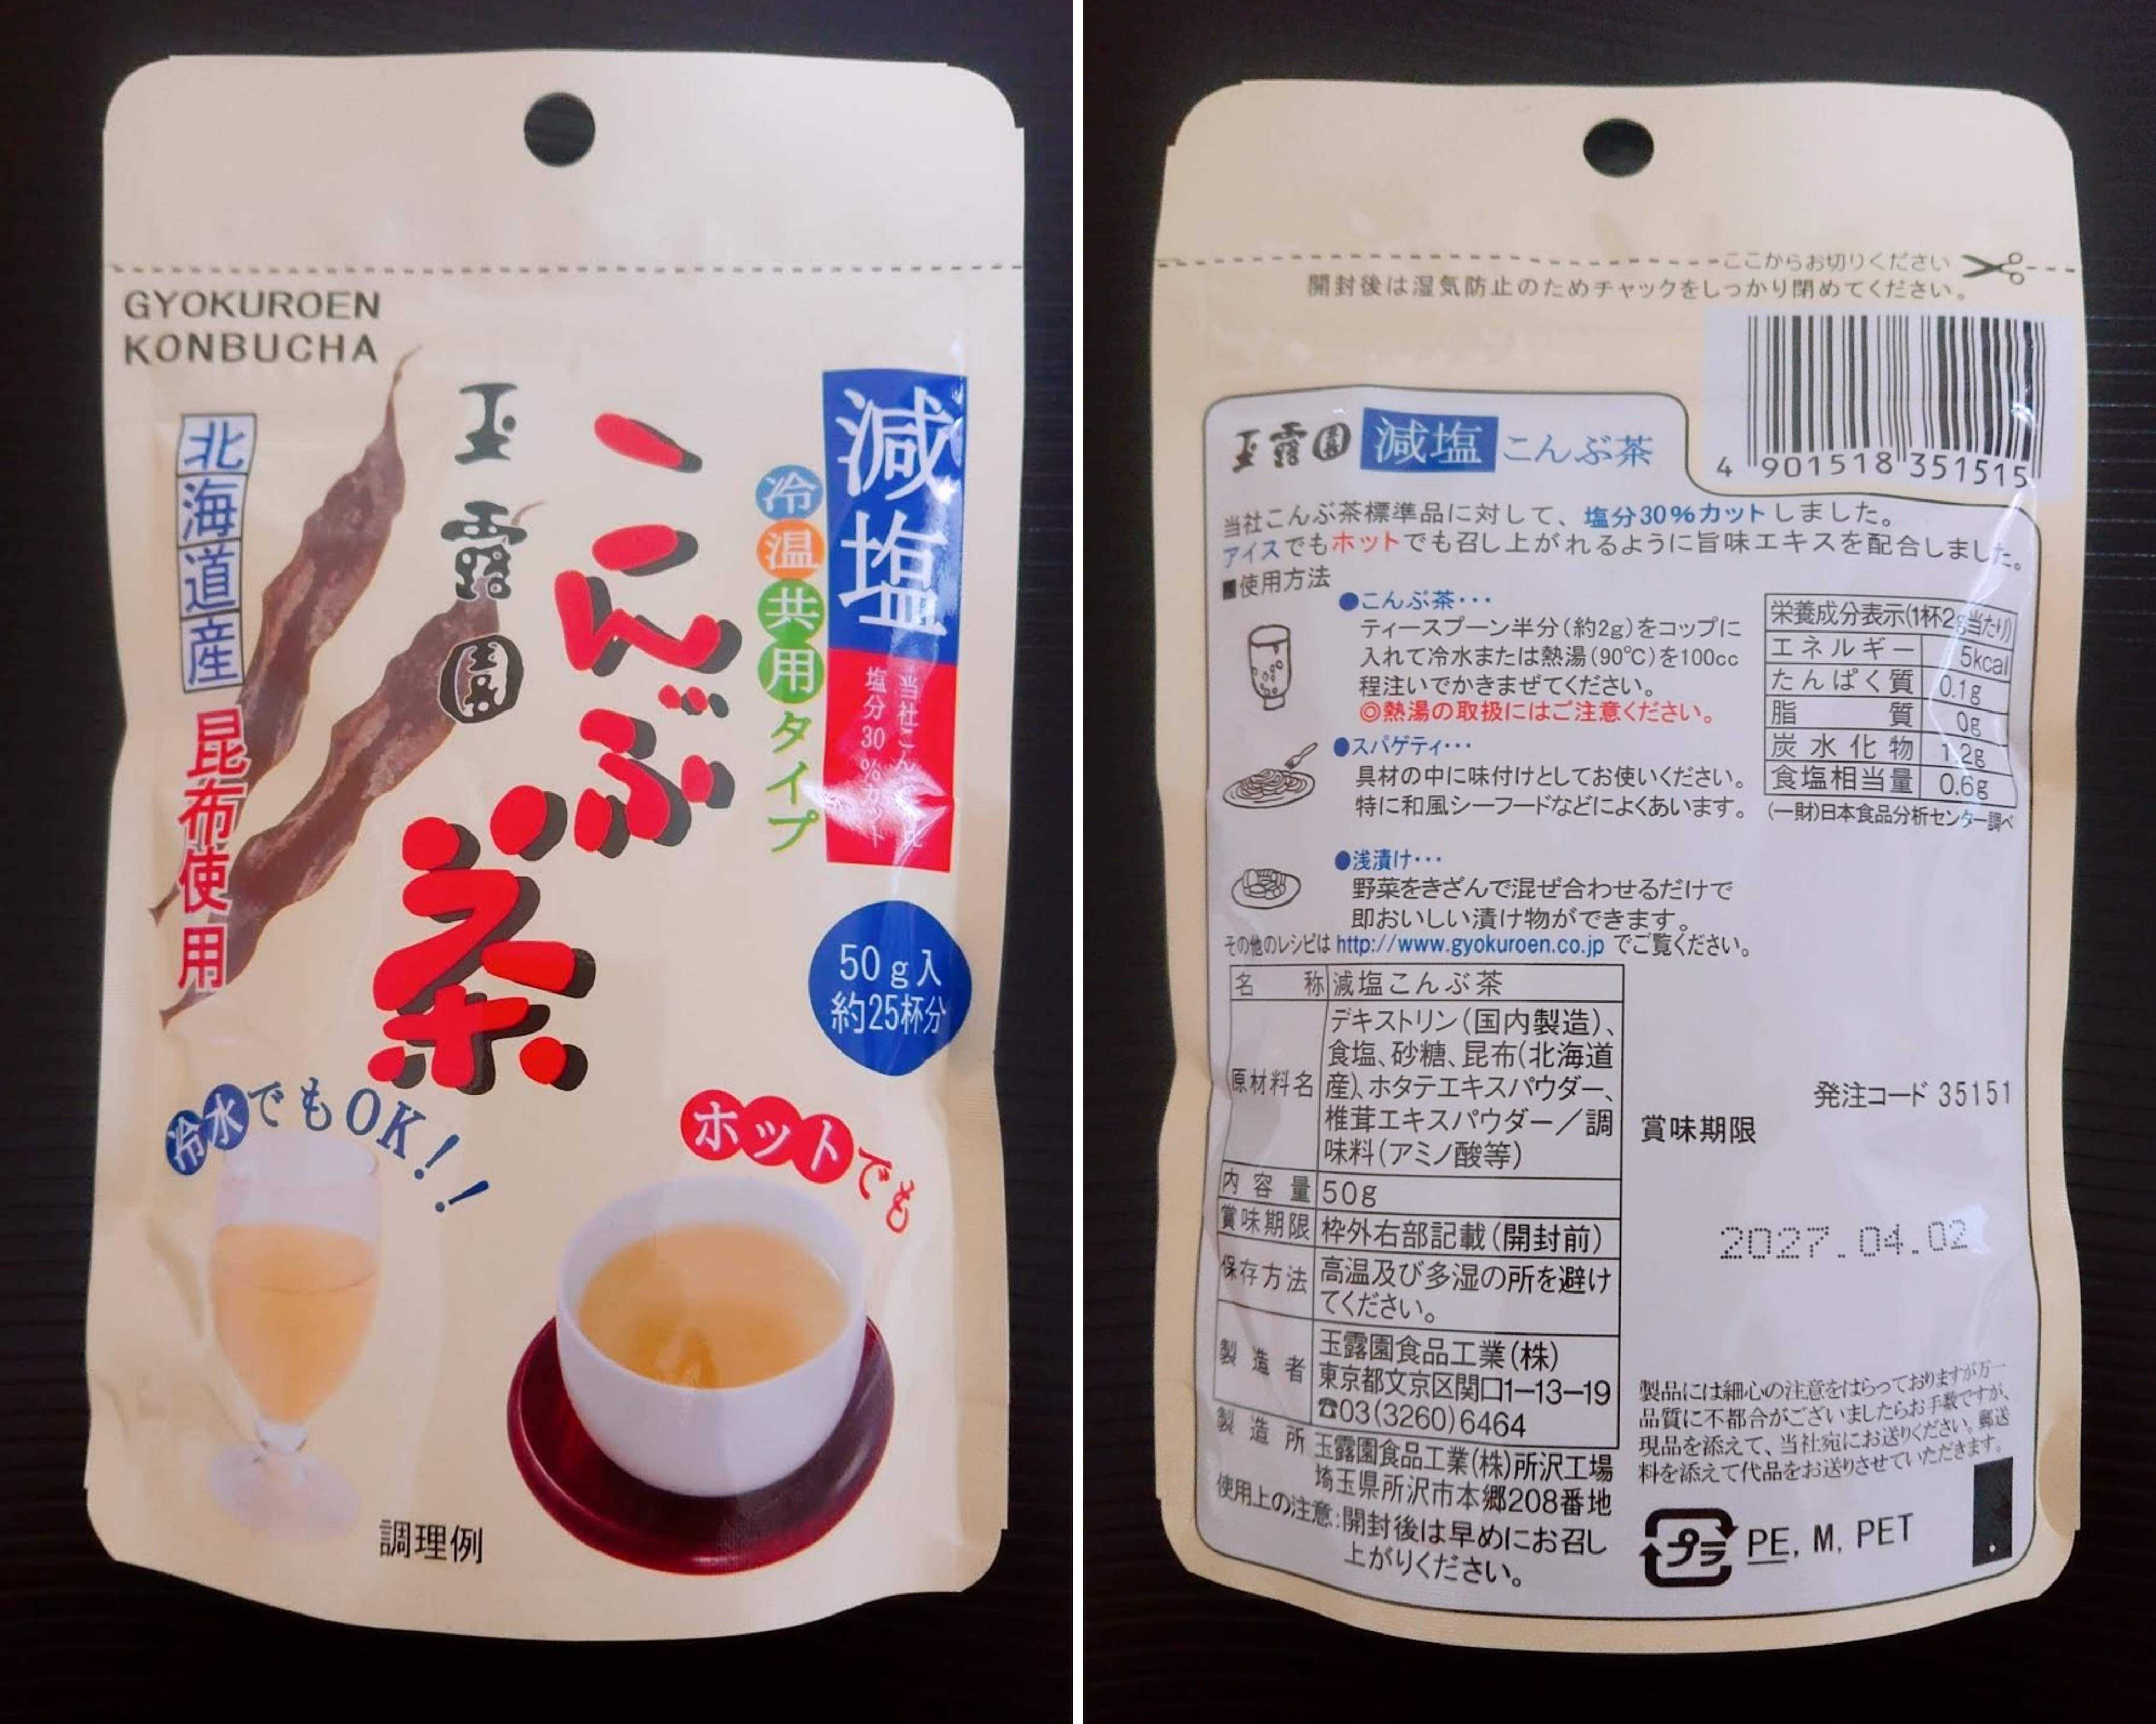 GYOKUROEN
KONBUCHA
北海道産
昆布使用
玉露園
こんぶ茶
冷温共用タイプ
減塩
塩分30%カット
50g入
約25杯分
冷水でもOK!!
ホットでも
調理例
ここからお切りください
開封後は湿気防止のためチャックをしっかり閉めてください。
4 901518 351515
玉露園 減塩 こんぶ茶
当社こんぶ茶標準品に対して、塩分30%カットしました。
アイスでもホットでも召し上がれるように旨味エキスを配合しました。
■使用方法
●こんぶ茶・・・
ティースプーン半分(約2g)をコップに
入れて冷水または熱湯(90℃)を100cc
程注いでかきまぜてください。
◎熱湯の取扱にはご注意ください。
●スパゲティ・・・
具材の中に味付けとしてお使いください。
特に和風シーフードなどによくあいます。
●浅漬け・・・
野菜をきざんで混ぜ合わせるだけで
即おいしい漬け物ができます。
その他のレシピは http://www.gyokuroen.co.jp でご覧ください。
栄養成分表示(1杯2g当たり)
エネルギー 5kcal
たんぱく質 0.1g
脂質 0g
炭水化物 1.2g
食塩相当量 0.6g
(一財)日本食品分析センター調べ
名称 減塩こんぶ茶
原材料名 デキストリン(国内製造)、
食塩、砂糖、昆布(北海道
産)、ホタテエキスパウダー、
椎茸エキスパウダー/調
味料(アミノ酸等)
内容量 50g
賞味期限 枠外右部記載(開封前)
保存方法 高温及び多湿の所を避け
てください。
製造者 玉露園食品工業(株)
東京都文京区関口1-13-19
☎03(3260)6464
製造所 玉露園食品工業(株)所沢工場
埼玉県所沢市本郷208番地
使用上の注意:開封後は早めにお召し
上がりください。
発注コード 35151
賞味期限
2027.04.02
製品には細心の注意をはらっておりますが万一
品質に不都合がございましたらお手数ですが、
現品を添えて、当社宛にお送りください。郵送
料を添えて代品をお送りさせていただきます。
プラ PE, M, PET